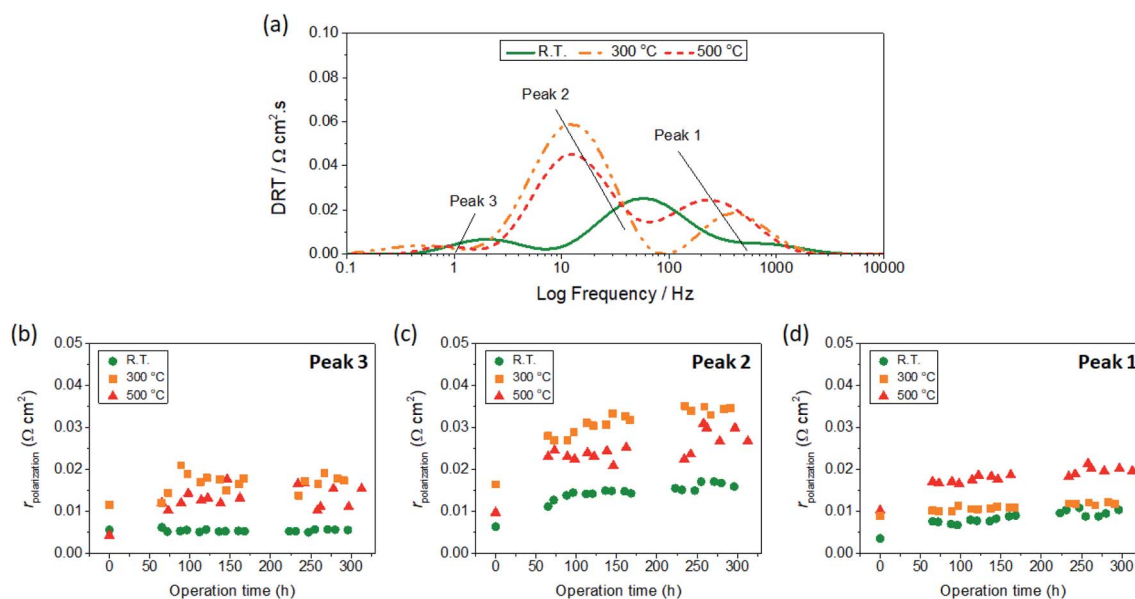 (a)
0.10
0.08
0.06
0.04
0.02
0.00
DRT / Ω cm².s
R.T. 300 °C 500 °C
Peak 2
Peak 1
Peak 3
0.1 1 10 100 1000 10000
Log Frequency / Hz
(b)
0.05
0.04
0.03
0.02
0.01
0.00
r polarization (Ω cm²)
R.T.
300 °C
500 °C
Peak 3
0 50 100 150 200 250 300
Operation time (h)
(c)
0.05
0.04
0.03
0.02
0.01
0.00
r polarization (Ω cm²)
R.T.
300 °C
500 °C
Peak 2
0 50 100 150 200 250 300
Operation time (h)
(d)
0.05
0.04
0.03
0.02
0.01
0.00
r polarization (Ω cm²)
R.T.
300 °C
500 °C
Peak 1
0 50 100 150 200 250 300
Operation time (h)